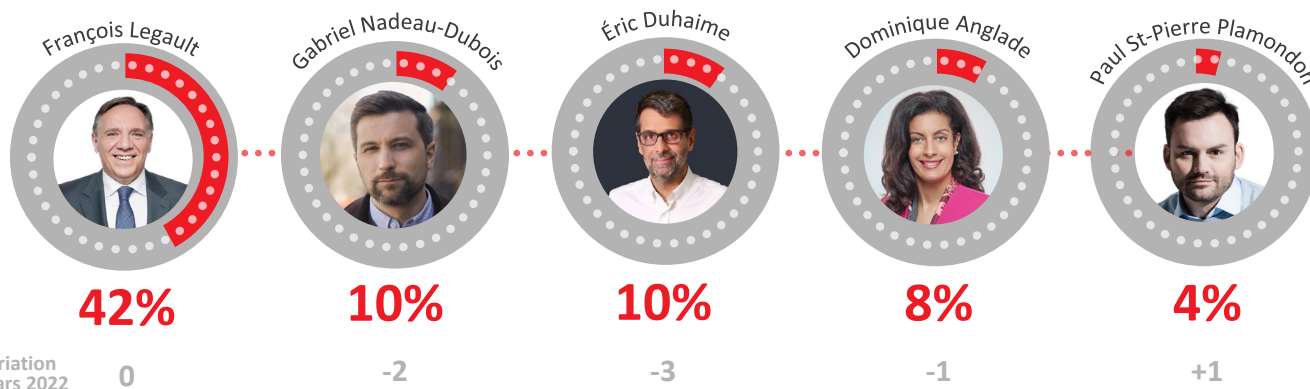 François Legault
Gabriel Nadeau-Dubois
Éric Duhaime
Dominique Anglade
Paul St-Pierre Plamondon
42%
10%
10%
8%
4%
riation
ars 2022
0
-2
-3
-1
+1